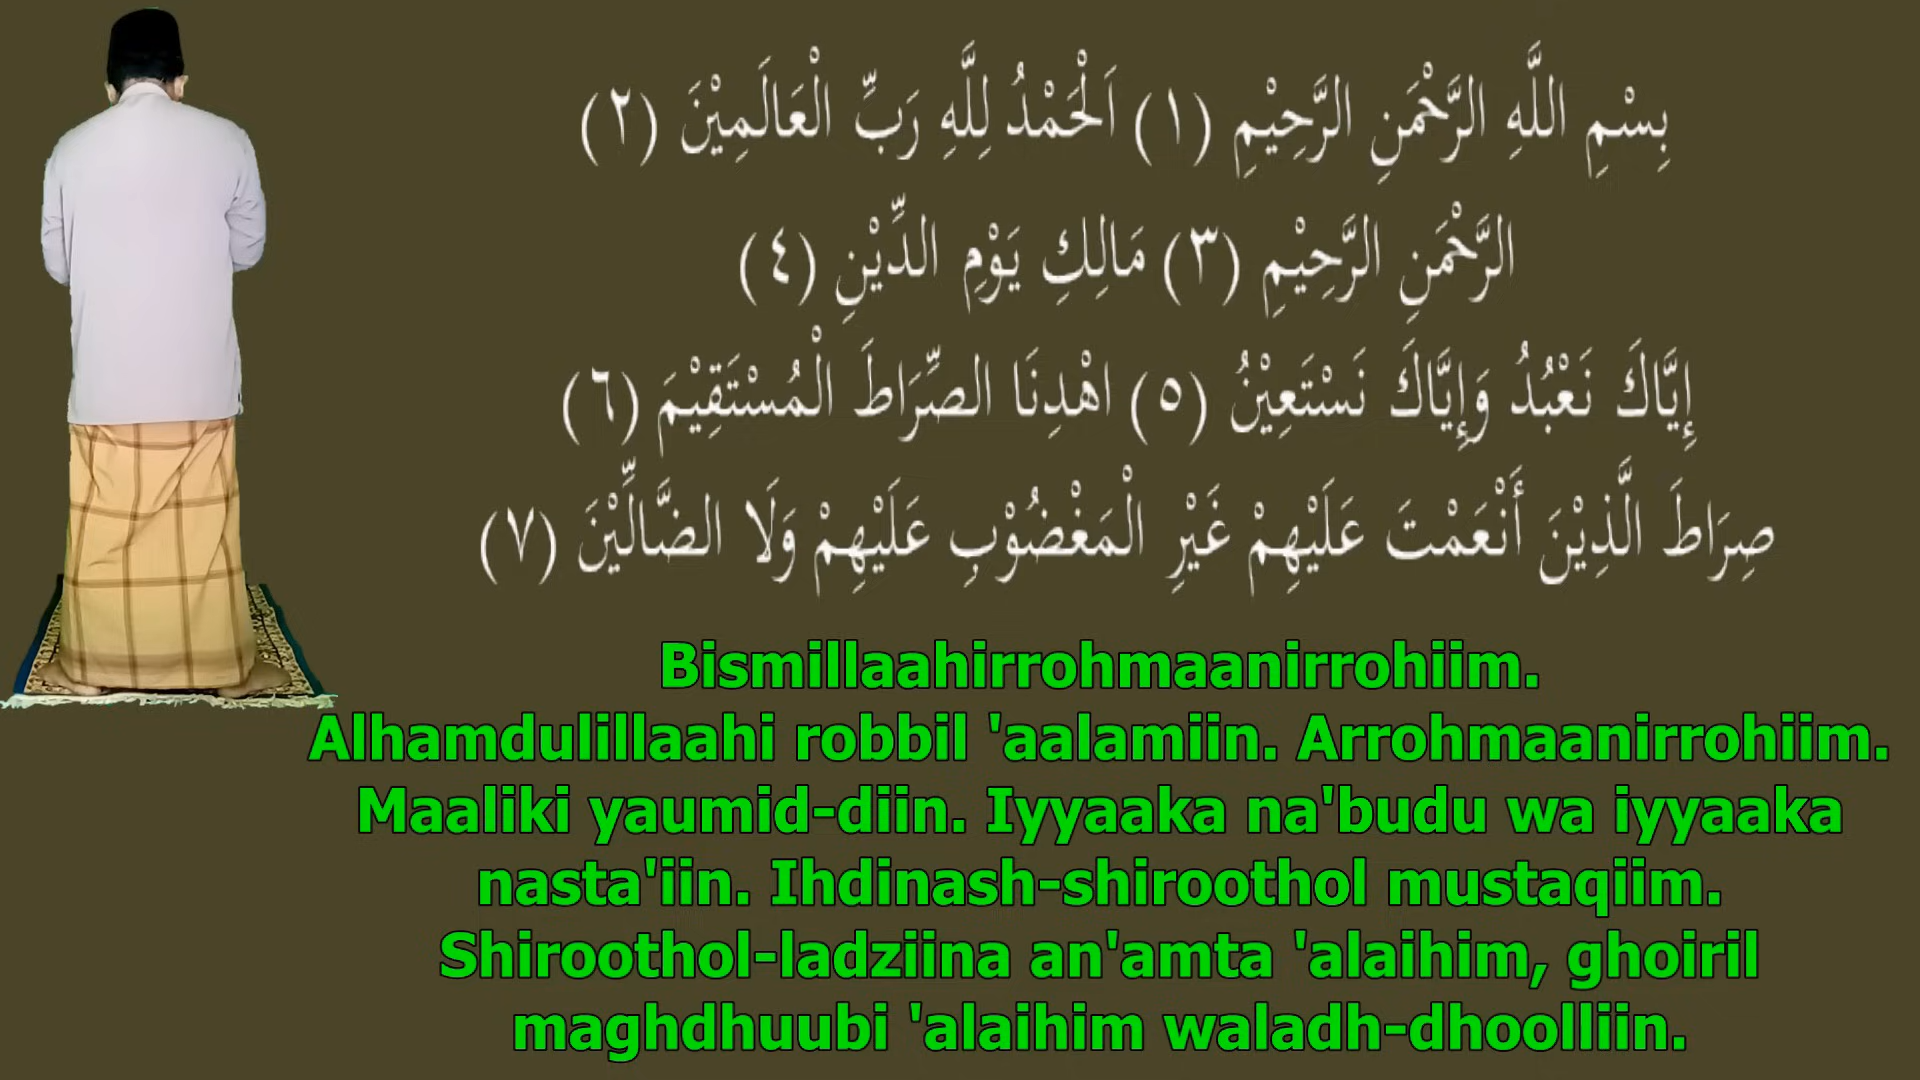 بِسْمِ اللَّهِ الرَّحْمَنِ الرَّحِيْمِ (١) اَلْحَمْدُ لِلَّهِ رَبِّ الْعَالَمِيْنَ (٢)
الرَّحْمَنِ الرَّحِيْمِ (٣) مَالِكِ يَوْمِ الدِّيْنِ (٤)
إِيَّاكَ نَعْبُدُ وَإِيَّاكَ نَسْتَعِيْنُ (٥) اهْدِنَا الصِّرَاطَ الْمُسْتَقِيْمَ (٦)
صِرَاطَ الَّذِيْنَ أَنْعَمْتَ عَلَيْهِمْ غَيْرِ الْمَغْضُوْبِ عَلَيْهِمْ وَلَا الضَّالِّيْنَ (٧)
Bismillaahirrohmaanirrohiim.
Alhamdulillaahi robbil 'aalamiin. Arrohmaanirrohiim.
Maaliki yaumid-diin. Iyyaaka na'budu wa iyyaaka
nasta'iin. Ihdinash-shiroothol mustaqiim.
Shiroothol-ladziina an'amta 'alaihim, ghoiril
maghdhuubi 'alaihim waladh-dhoolliin.